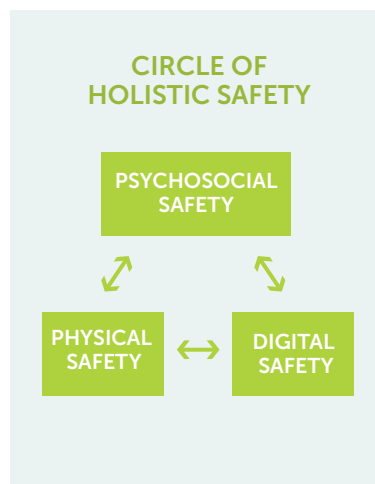 CIRCLE OF
HOLISTIC SAFETY
PSYCHOSOCIAL
SAFETY
PHYSICAL
SAFETY
DIGITAL
SAFETY